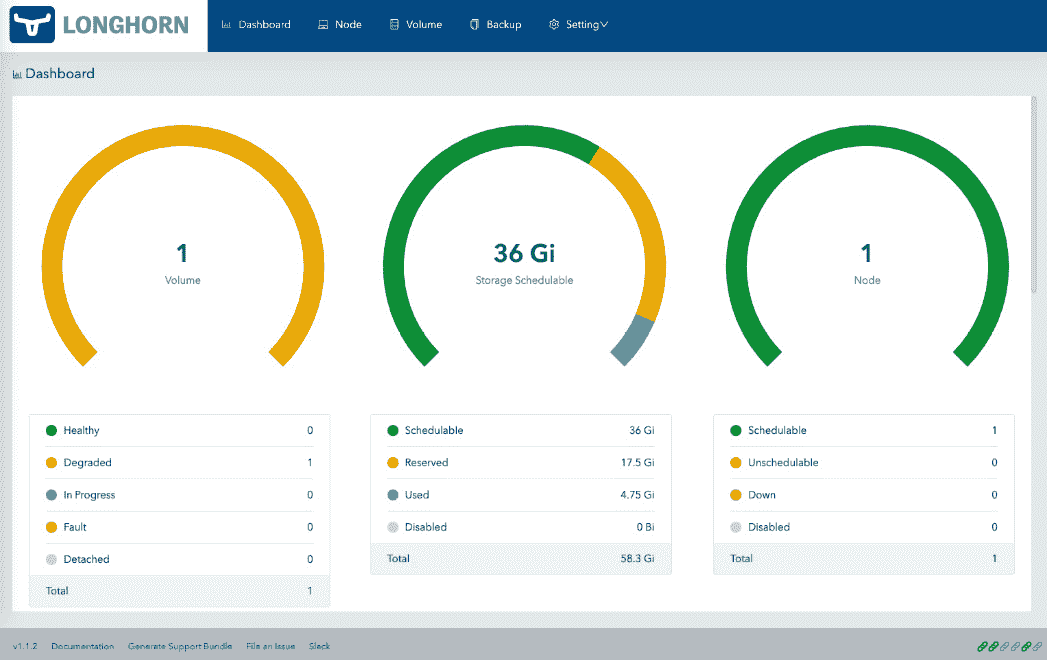 LONGHORN
Dashboard Node Volume Backup Setting
Dashboard
1
Volume
36 Gi
Storage Schedulable
1
Node
Healthy 0
Degraded 1
In Progress 0
Fault 0
Detached 0
Total 1
Schedulable 36 Gi
Reserved 17.5 Gi
Used 4.75 Gi
Disabled 0 Bi
Total 58.3 Gi
Schedulable 1
Unschedulable 0
Down 0
Disabled 0
Total 1
v1.1.2 Documentation Generate Support Bundle File an Issue Slack